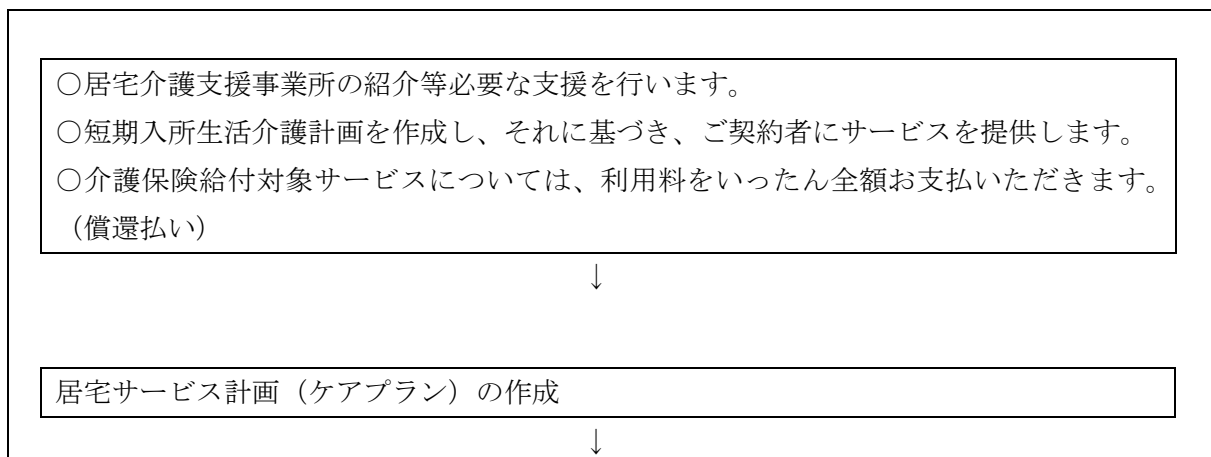 ○居宅介護支援事業所の紹介等必要な支援を行います。
○短期入所生活介護計画を作成し、それに基づき、ご契約者にサービスを提供します。
○介護保険給付対象サービスについては、利用料をいったん全額お支払いただきます。
（償還払い）
↓
居宅サービス計画（ケアプラン）の作成
↓